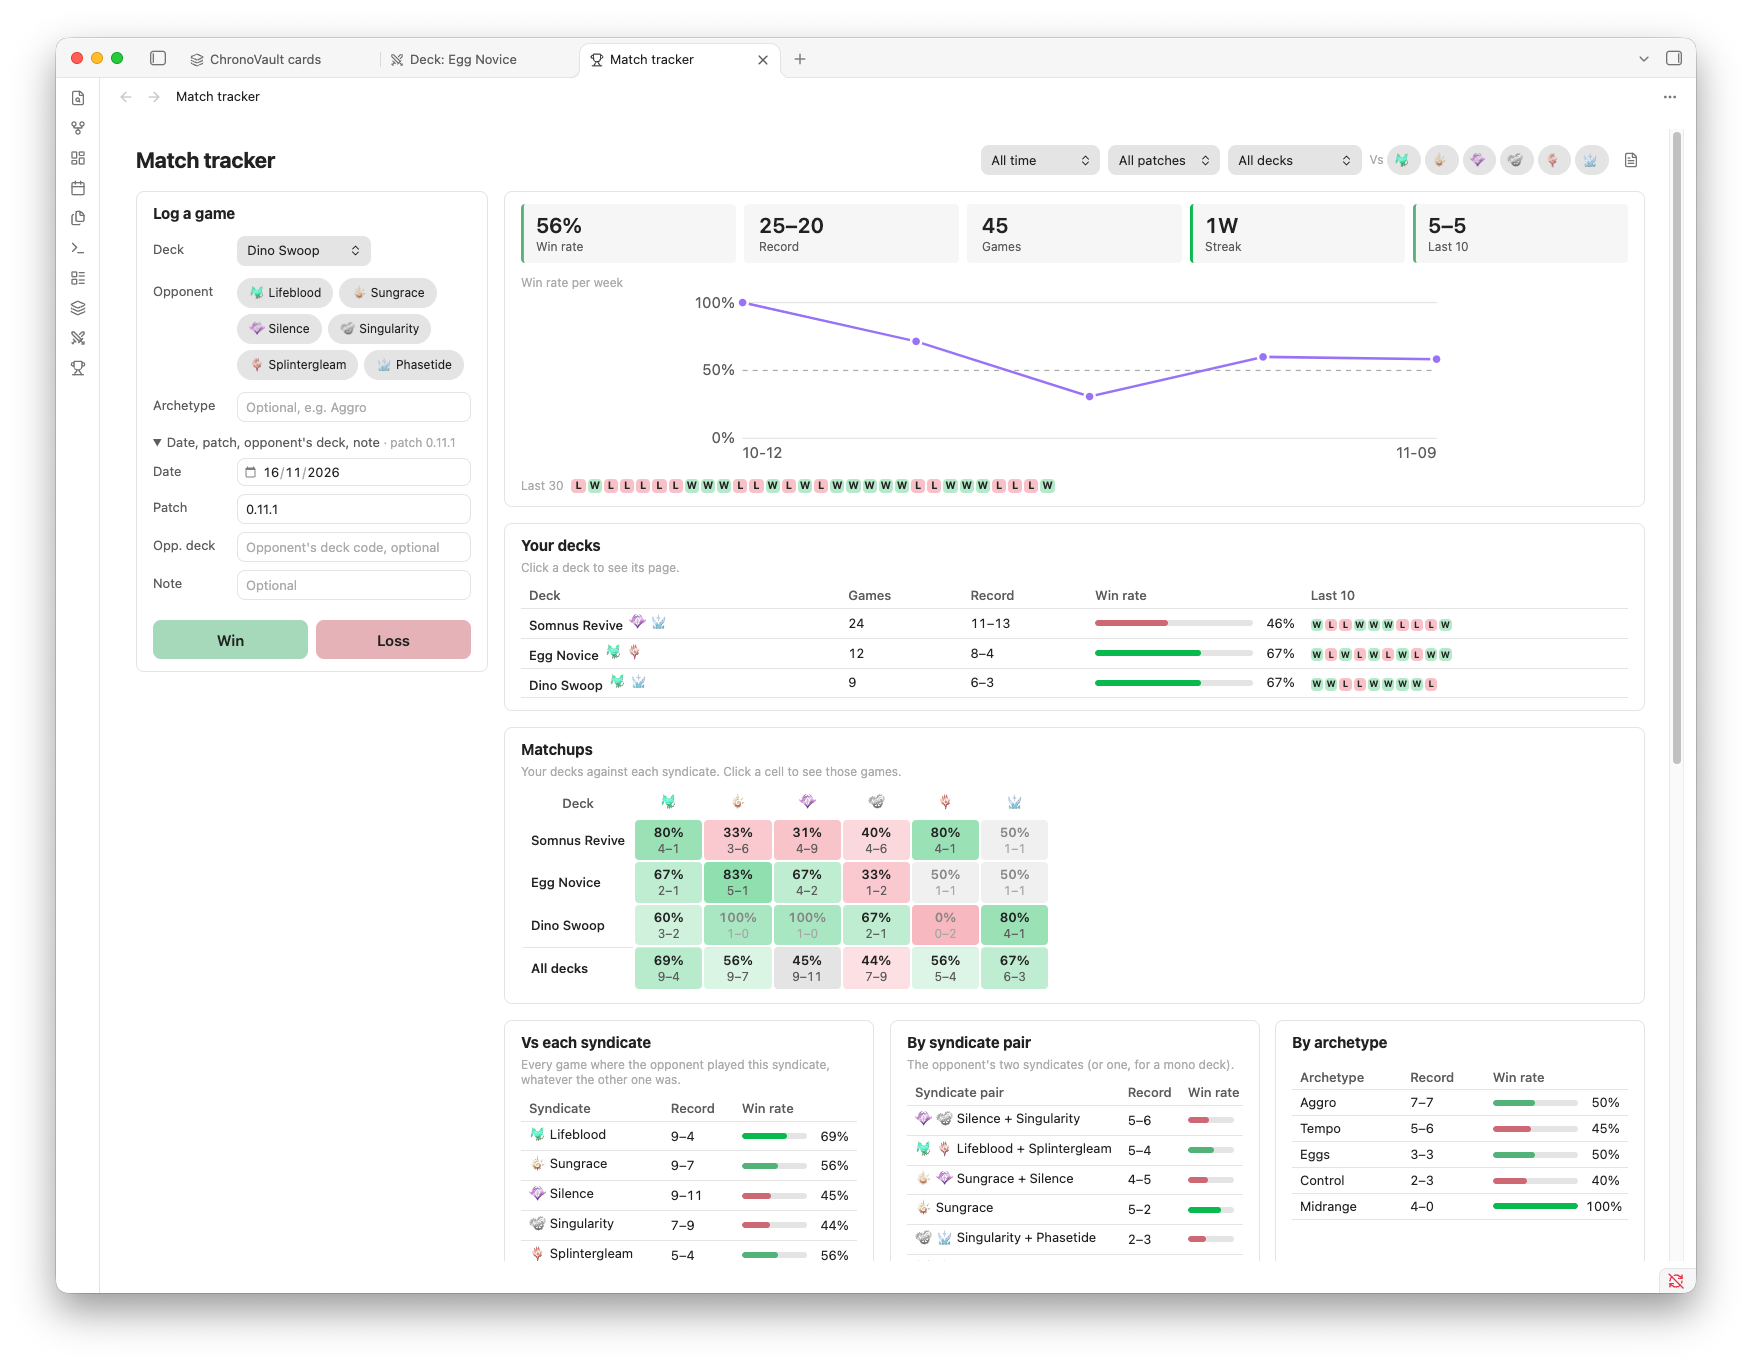 ChronoVault cards
Deck: Egg Novice
Match tracker
Match tracker
Match tracker
All time
All patches
All decks
Vs
Log a game
Deck
Dino Swoop
Opponent
Lifeblood
Sungrace
Silence
Singularity
Splintergleam
Phasetide
Archetype
Optional, e.g. Aggro
Date, patch, opponent's deck, note · patch 0.11.1
Date
16/11/2026
Patch
0.11.1
Opp. deck
Opponent's deck code, optional
Note
Optional
Win
Loss
56%
Win rate
25–20
Record
45
Games
1W
Streak
5–5
Last 10
Win rate per week
100%
50%
0%
10-12
11-09
Last 30 L W L L L L L W W W L L W L W L W W W W W L L W W W L L L W
Your decks
Click a deck to see its page.
Deck Games Record Win rate Last 10
Somnus Revive 24 11–13 46% W L L W W W L L L W
Egg Novice 12 8–4 67% W L W L W L W L W W
Dino Swoop 9 6–3 67% W W L L W W W W L
Matchups
Your decks against each syndicate. Click a cell to see those games.
Deck
Somnus Revive
80% 33% 31% 40% 80% 50%
4–1 3–6 4–9 4–6 4–1 1–1
Egg Novice
67% 83% 67% 33% 50% 50%
2–1 5–1 4–2 1–2 1–1 1–1
Dino Swoop
60% 100% 100% 67% 0% 80%
3–2 1–0 1–0 2–1 0–2 4–1
All decks
69% 56% 45% 44% 56% 67%
9–4 9–7 9–11 7–9 5–4 6–3
Vs each syndicate
Every game where the opponent played this syndicate,
whatever the other one was.
Syndicate Record Win rate
Lifeblood 9–4 69%
Sungrace 9–7 56%
Silence 9–11 45%
Singularity 7–9 44%
Splintergleam 5–4 56%
By syndicate pair
The opponent's two syndicates (or one, for a mono deck).
Syndicate pair Record Win rate
Silence + Singularity 5–6
Lifeblood + Splintergleam 5–4
Sungrace + Silence 4–5
Sungrace 5–2
Singularity + Phasetide 2–3
By archetype
Archetype Record Win rate
Aggro 7–7 50%
Tempo 5–6 45%
Eggs 3–3 50%
Control 2–3 40%
Midrange 4–0 100%